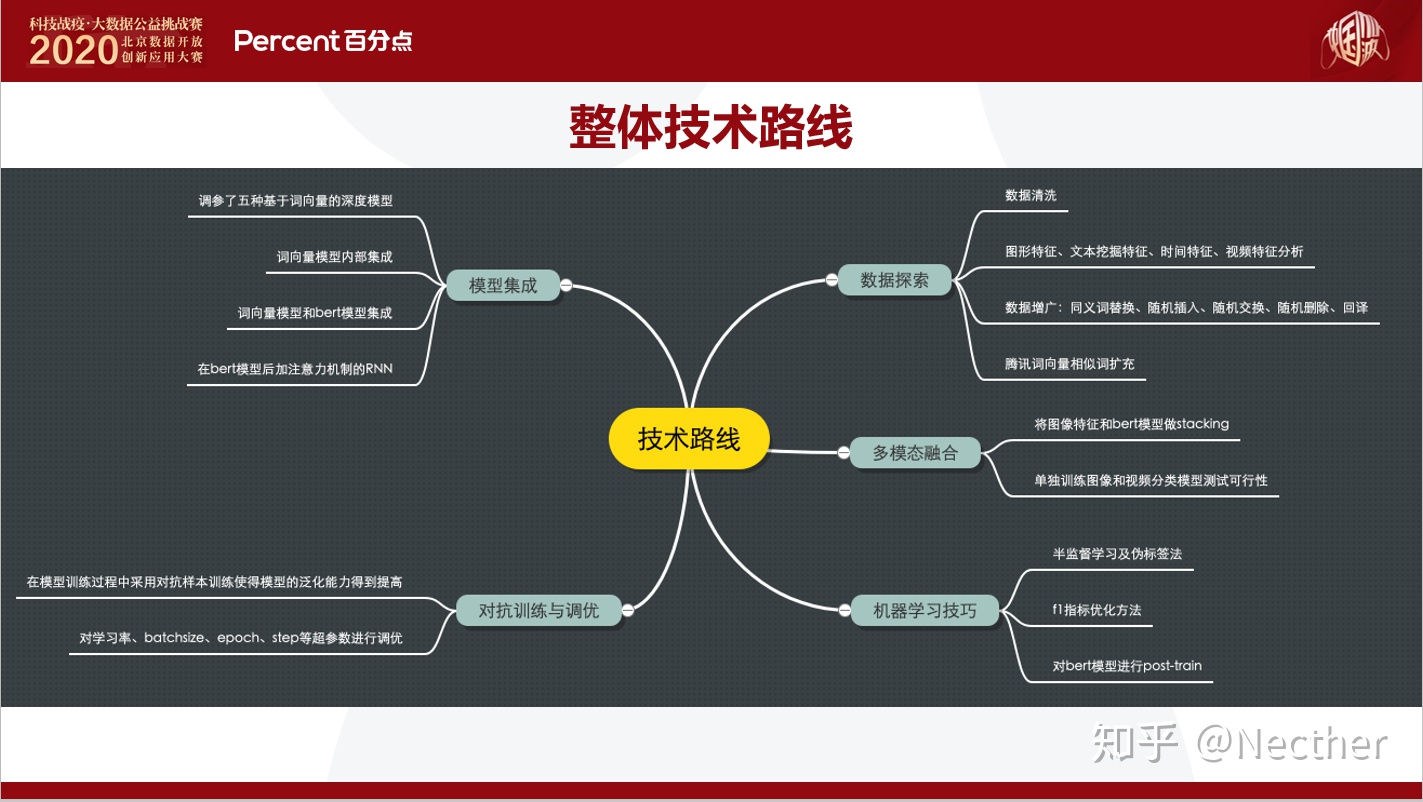 科技战疫·大数据公益挑战赛
2020 北京数据开放
创新应用大赛
Percent 百分点
整体技术路线
调参了五种基于词向量的深度模型
词向量模型内部集成
词向量模型和bert模型集成
在bert模型后加注意力机制的RNN
模型集成
数据探索
数据清洗
图形特征、文本挖掘特征、时间特征、视频特征分析
数据增广：同义词替换、随机插入、随机交换、随机删除、回译
腾讯词向量相似词扩充
技术路线
多模态融合
将图像特征和bert模型做stacking
单独训练图像和视频分类模型测试可行性
在模型训练过程中采用对抗样本训练使得模型的泛化能力得到提高
对学习率、batchsize、epoch、step等超参数进行调优
对抗训练与调优
机器学习技巧
半监督学习及伪标签法
f1指标优化方法
对bert模型进行post-train
知乎 @Necther